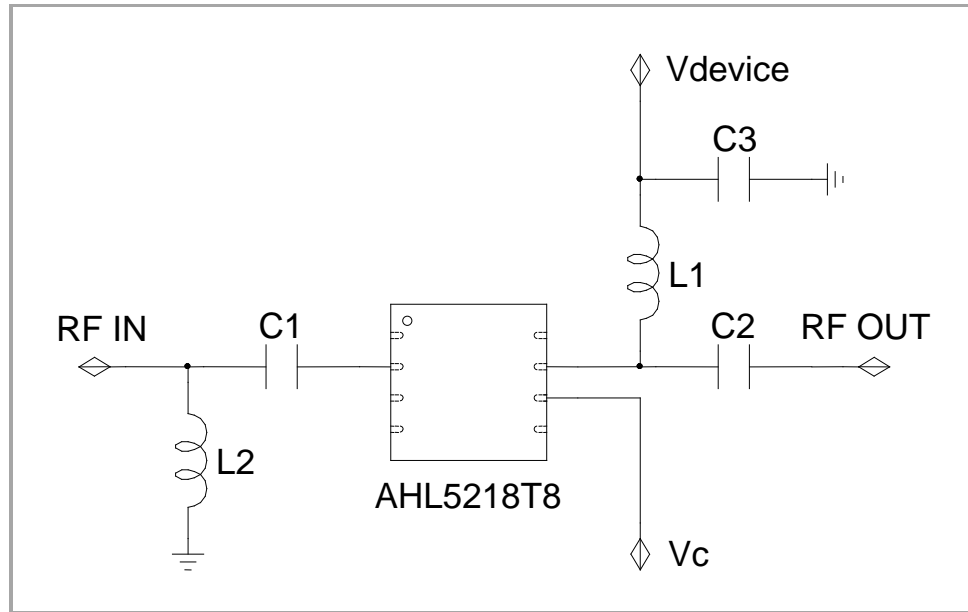 Vdevice
C3
L1
RF IN
C1
C2
RF OUT
L2
AHL5218T8
Vc